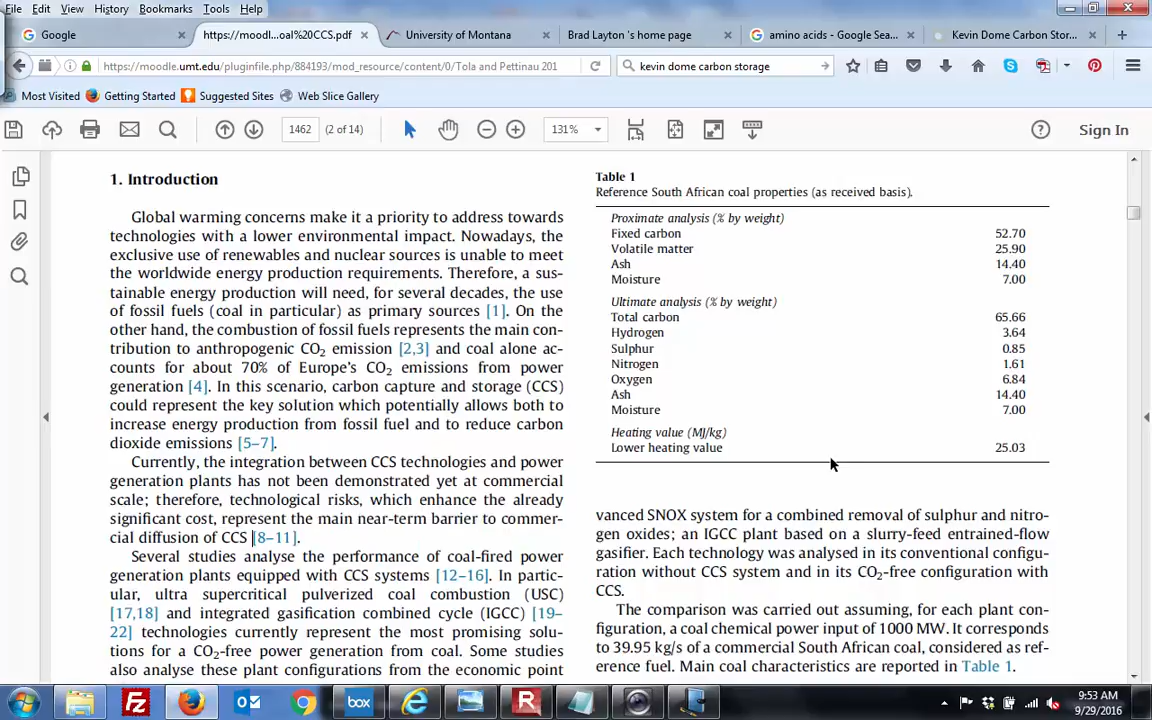 File Edit View History Bookmarks Tools Help
Google
https://moodl...oal%20CCS.pdf
University of Montana
Brad Layton 's home page
amino acids - Google Sea...
Kevin Dome Carbon Stor...
https://moodle.umt.edu/pluginfile.php/884193/mod_resource/content/0/Tola and Pettinau 201
kevin dome carbon storage
Most Visited Getting Started Suggested Sites Web Slice Gallery
1462 (2 of 14)
131%
Sign In
1. Introduction
Global warming concerns make it a priority to address towards
technologies with a lower environmental impact. Nowadays, the
exclusive use of renewables and nuclear sources is unable to meet
the worldwide energy production requirements. Therefore, a sus-
tainable energy production will need, for several decades, the use
of fossil fuels (coal in particular) as primary sources [1]. On the
other hand, the combustion of fossil fuels represents the main con-
tribution to anthropogenic CO₂ emission [2,3] and coal alone ac-
counts for about 70% of Europe's CO₂ emissions from power
generation [4]. In this scenario, carbon capture and storage (CCS)
could represent the key solution which potentially allows both to
increase energy production from fossil fuel and to reduce carbon
dioxide emissions [5–7].
Currently, the integration between CCS technologies and power
generation plants has not been demonstrated yet at commercial
scale; therefore, technological risks, which enhance the already
significant cost, represent the main near-term barrier to commer-
cial diffusion of CCS [8–11].
Several studies analyse the performance of coal-fired power
generation plants equipped with CCS systems [12–16]. In partic-
ular, ultra supercritical pulverized coal combustion (USC)
[17,18] and integrated gasification combined cycle (IGCC) [19–
22] technologies currently represent the most promising solu-
tions for a CO₂-free power generation from coal. Some studies
also analyse these plant configurations from the economic point
Table 1
Reference South African coal properties (as received basis).
Proximate analysis (% by weight)
Fixed carbon 52.70
Volatile matter 25.90
Ash 14.40
Moisture 7.00
Ultimate analysis (% by weight)
Total carbon 65.66
Hydrogen 3.64
Sulphur 0.85
Nitrogen 1.61
Oxygen 6.84
Ash 14.40
Moisture 7.00
Heating value (MJ/kg)
Lower heating value 25.03
vanced SNOX system for a combined removal of sulphur and nitro-
gen oxides; an IGCC plant based on a slurry-feed entrained-flow
gasifier. Each technology was analysed in its conventional configu-
ration without CCS system and in its CO₂-free configuration with
CCS.
The comparison was carried out assuming, for each plant con-
figuration, a coal chemical power input of 1000 MW. It corresponds
to 39.95 kg/s of a commercial South African coal, considered as ref-
erence fuel. Main coal characteristics are reported in Table 1.
box
9:53 AM
9/29/2016